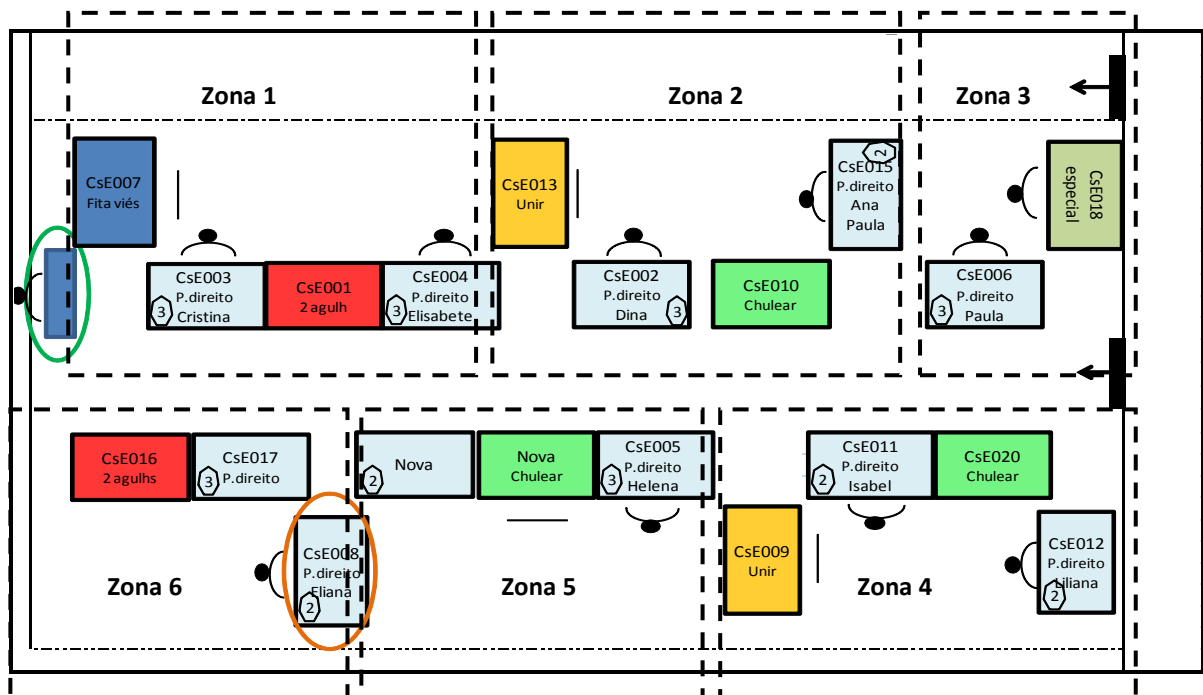 Zona 1
Zona 2
Zona 3
CsE007
Fita viés
CsE003
P.direito
Cristina
3
CsE001
2 agulh
CsE004
P.direito
Elisabete
3
CsE013
Unir
CsE002
P.direito
Dina
3
CsE010
Chulear
2
CsE015
P.direito
Ana
Paula
CsE006
P.direito
Paula
3
CsE018
especial
CsE016
2 agulhs
CsE017
P.direito
3
CsE008
P.direito
Eliana
2
Zona 6
Nova
2
Nova
Chulear
CsE005
P.direito
Helena
3
Zona 5
CsE011
P.direito
Isabel
2
CsE020
Chulear
CsE009
Unir
CsE012
P.direito
Liliana
2
Zona 4